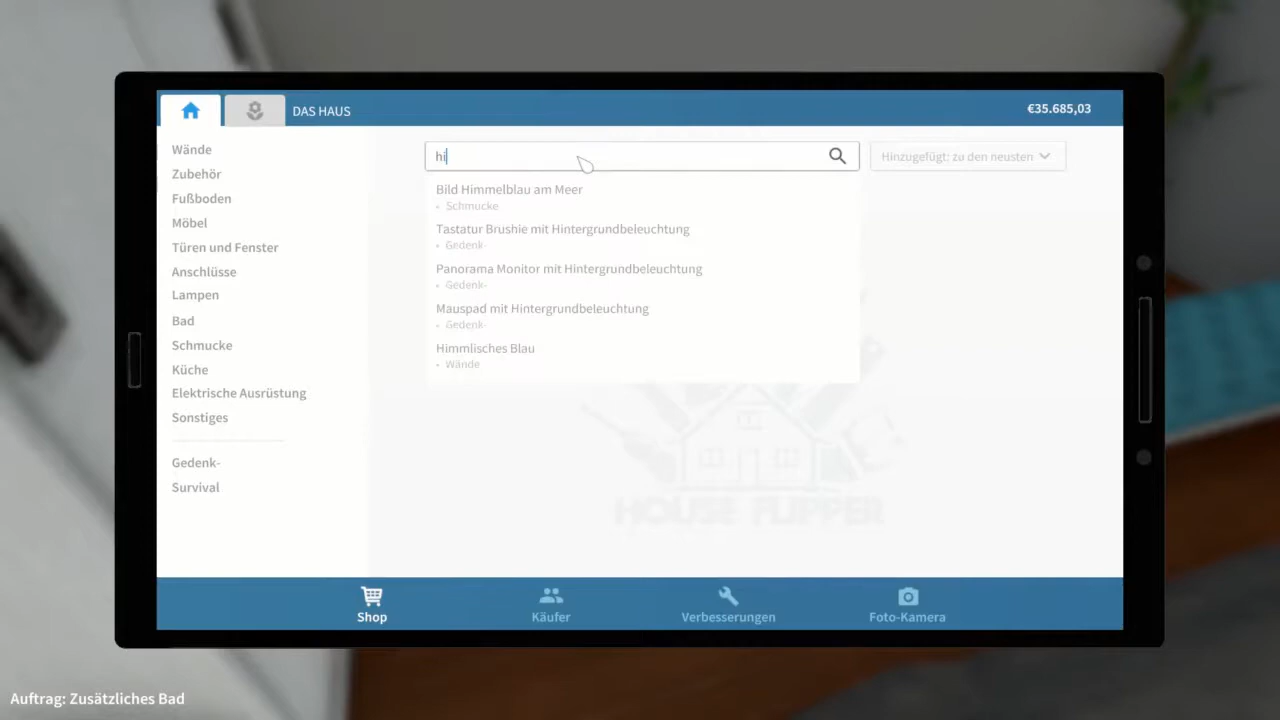 DAS HAUS
€35.685,03
Wände
Zubehör
Fußboden
Möbel
Türen und Fenster
Anschlüsse
Lampen
Bad
Schmucke
Küche
Elektrische Ausrüstung
Sonstiges
Gedenk-
Survival
hi
Hinzugefügt: zu den neusten
Bild Himmelblau am Meer
• Schmucke
Tastatur Brushie mit Hintergrundbeleuchtung
• Gedenk-
Panorama Monitor mit Hintergrundbeleuchtung
• Gedenk-
Mauspad mit Hintergrundbeleuchtung
• Gedenk-
Himmlisches Blau
• Wände
HOUSE FLIPPER
Shop
Käufer
Verbesserungen
Foto-Kamera
Auftrag: Zusätzliches Bad